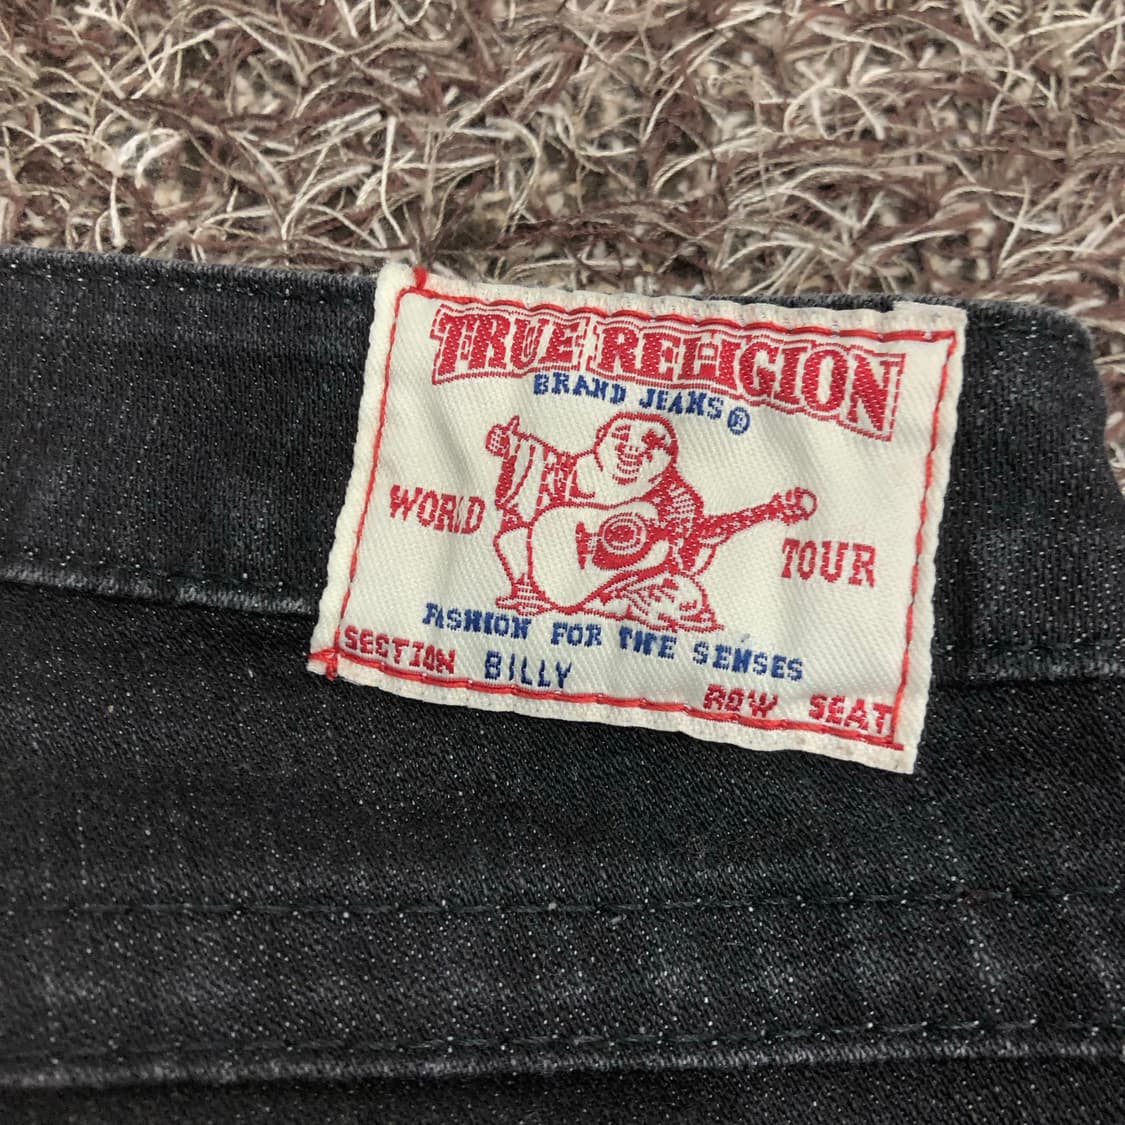 TRUE RELIGION
BRAND JEANS®
WORLD TOUR
FASHION FOR THE SENSES
SECTION BILLY ROW SEAT